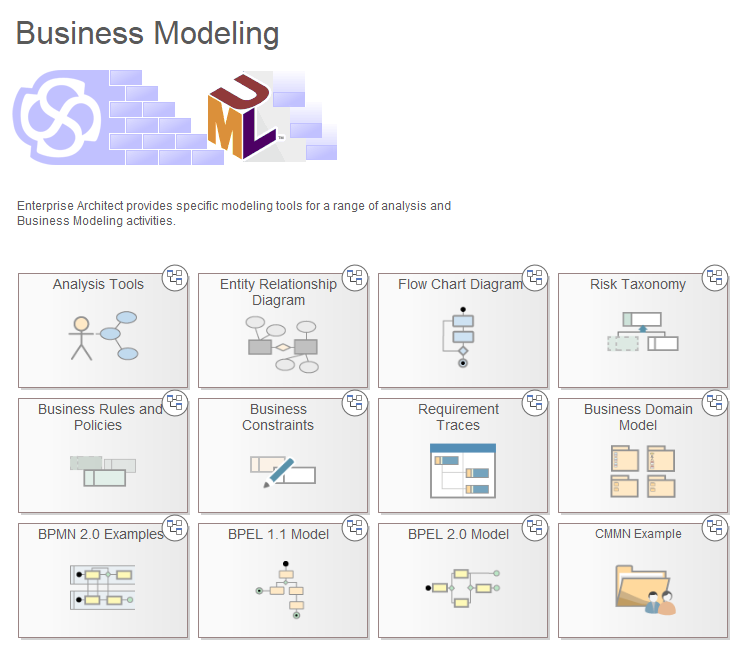 Business Modeling
UML
Enterprise Architect provides specific modeling tools for a range of analysis and
Business Modeling activities.
Analysis Tools
Entity Relationship
Diagram
Flow Chart Diagram
Risk Taxonomy
Business Rules and
Policies
Business
Constraints
Requirement
Traces
Business Domain
Model
BPMN 2.0 Examples
BPEL 1.1 Model
BPEL 2.0 Model
CMMN Example